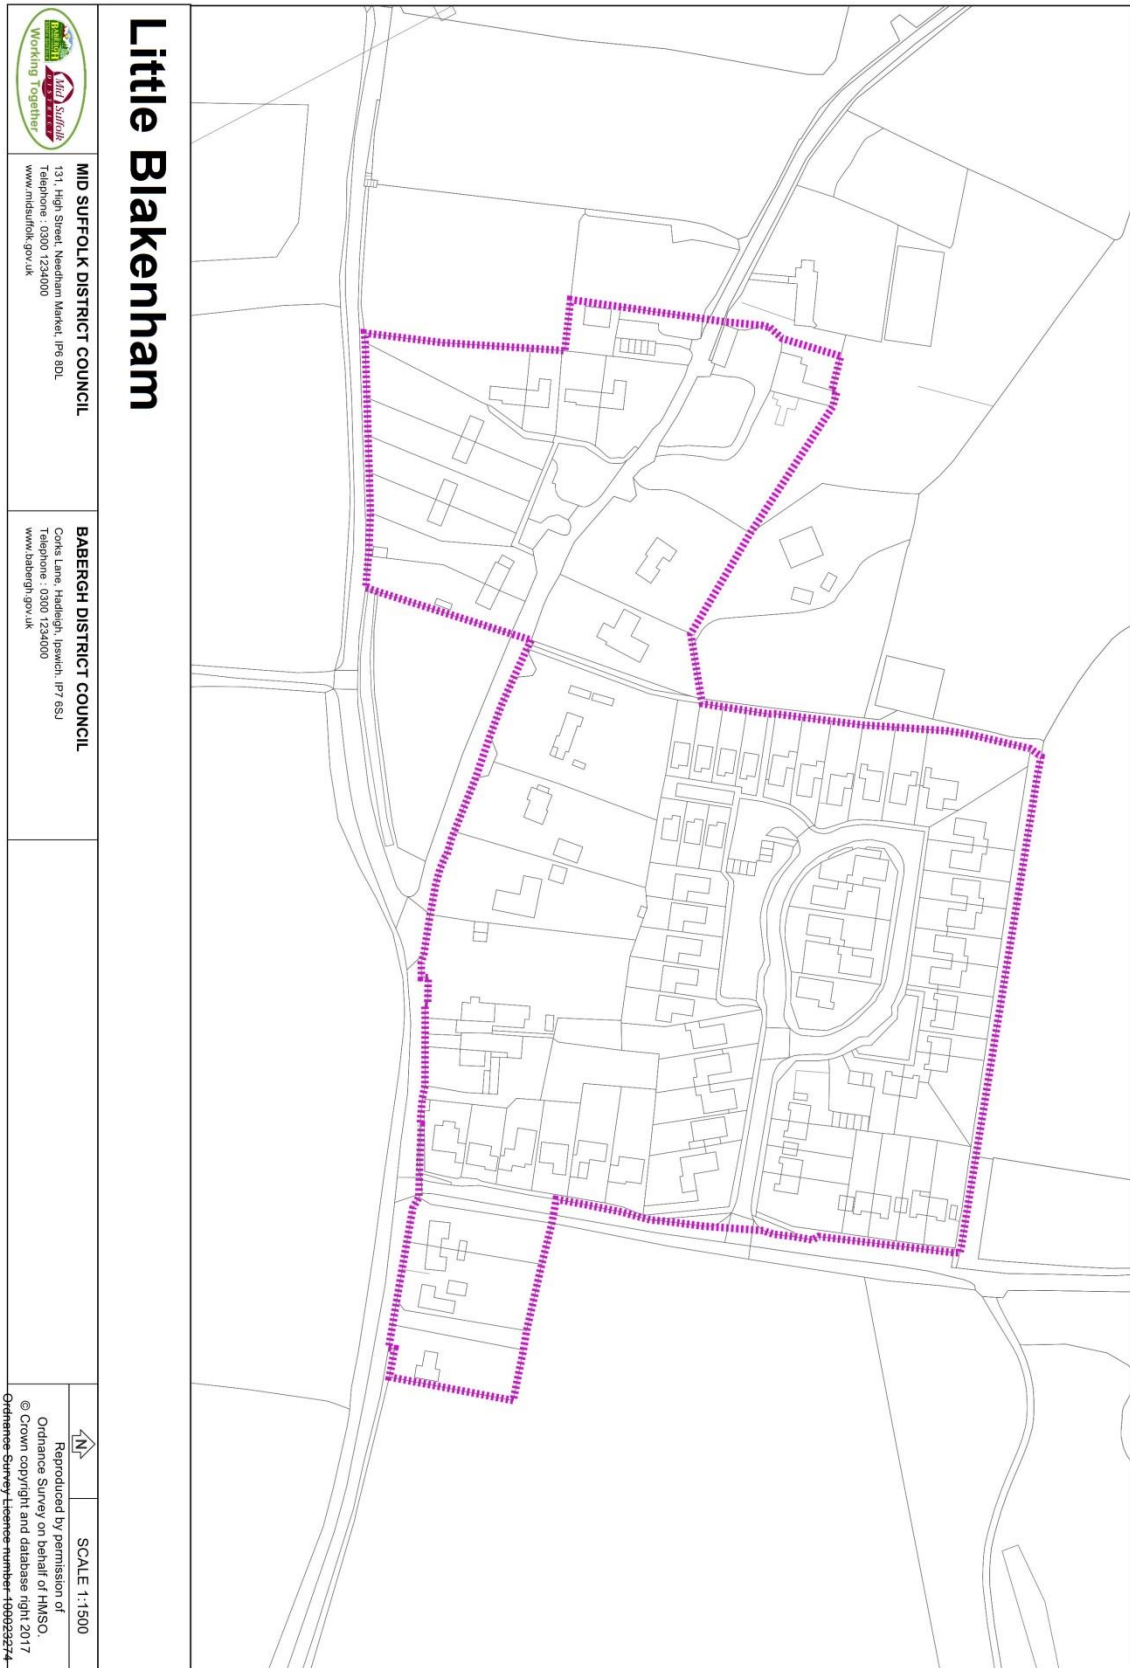 Little Blakenham
BABERGH
Mid Suffolk
DISTRICT
Working Together
MID SUFFOLK DISTRICT COUNCIL
131, High Street, Needham Market, IP6 8DL
Telephone : 0300 1234000
www.midsuffolk.gov.uk
BABERGH DISTRICT COUNCIL
Corks Lane, Hadleigh, Ipswich. IP7 6SJ
Telephone : 0300 1234000
www.babergh.gov.uk
N
SCALE 1:1500
Reproduced by permission of
Ordnance Survey on behalf of HMSO.
© Crown copyright and database right 2017
Ordnance Survey Licence number 100023274